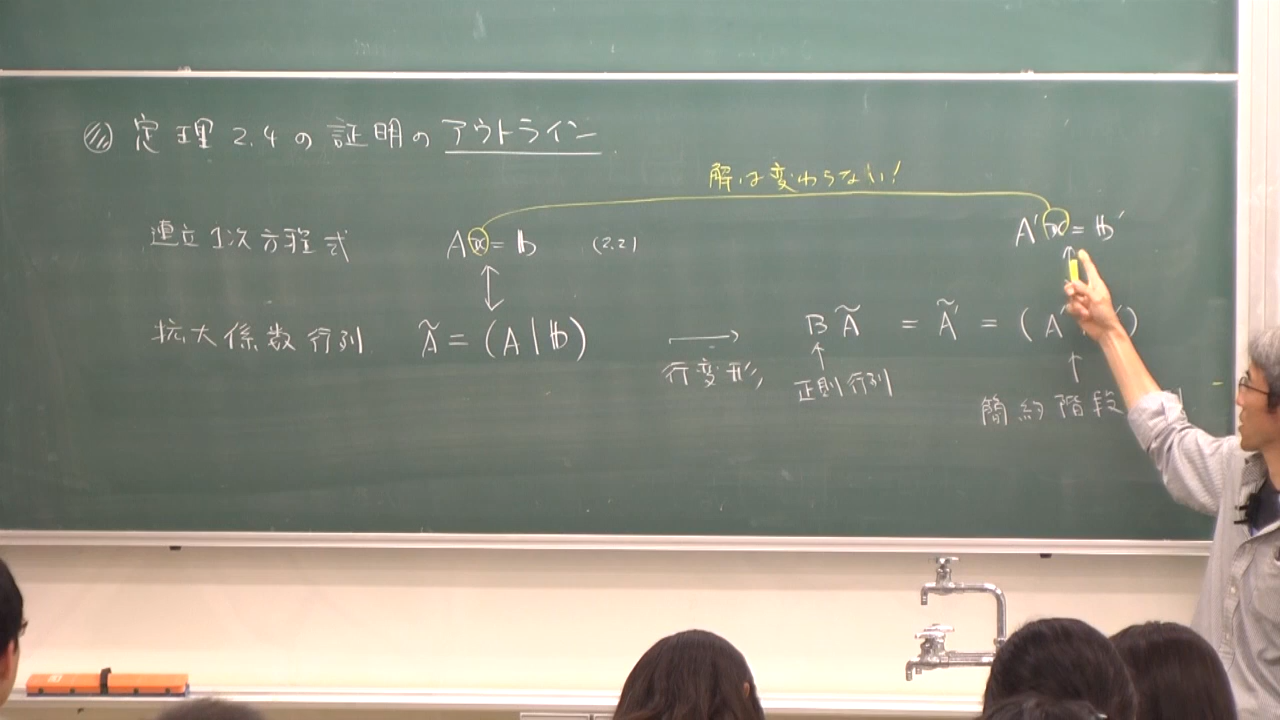 定理2.4の証明のアウトライン
解は変わらない!
連立1次方程式 A𝕩 = 𝕓 (2.2) A'𝕩 = 𝕓'
拡大係数行列 Ã = (A | 𝕓) → BÃ = Ã' = (A' ')
行変形 正則行列 簡約階段 列